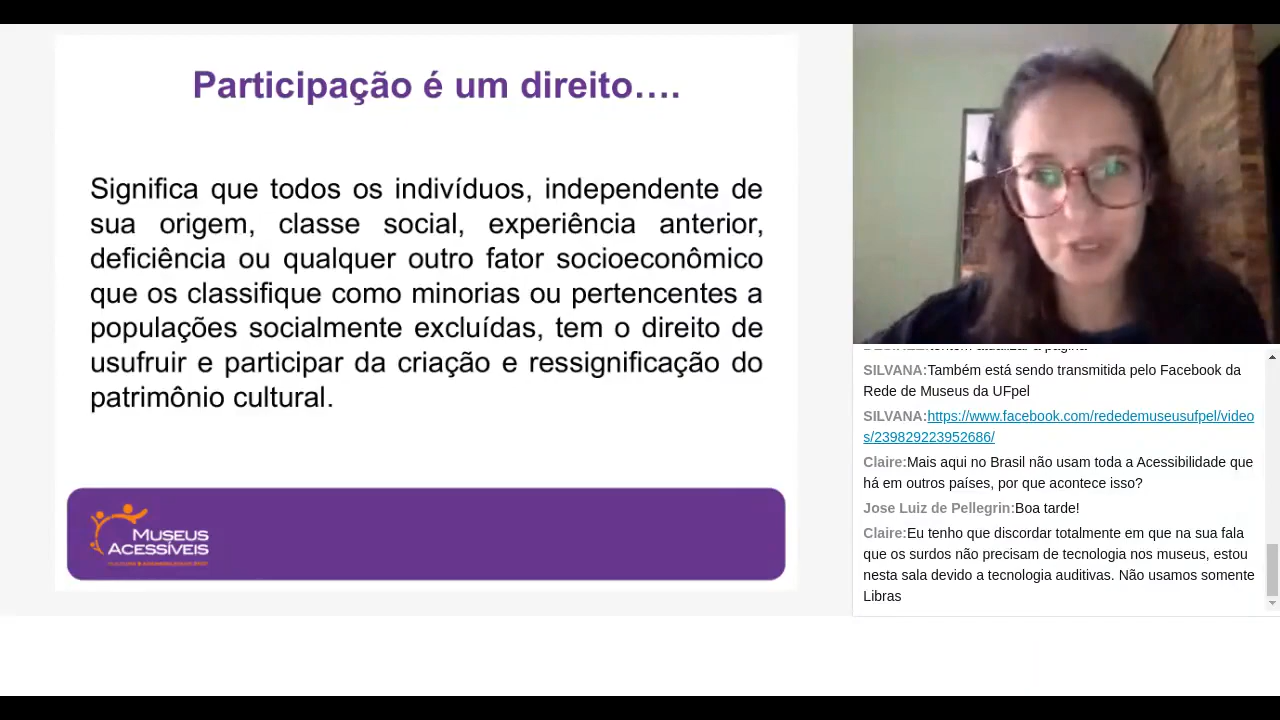 Participação é um direito....
Significa que todos os indivíduos, independente de
sua origem, classe social, experiência anterior,
deficiência ou qualquer outro fator socioeconômico
que os classifique como minorias ou pertencentes a
populações socialmente excluídas, tem o direito de
usufruir e participar da criação e ressignificação do
patrimônio cultural.
MUSEUS
ACESSÍVEIS
SILVANA:Também está sendo transmitida pelo Facebook da
Rede de Museus da UFpel
SILVANA:https://www.facebook.com/rededemuseusufpel/video
s/239829223952686/
Claire:Mais aqui no Brasil não usam toda a Acessibilidade que
há em outros países, por que acontece isso?
Jose Luiz de Pellegrin:Boa tarde!
Claire:Eu tenho que discordar totalmente em que na sua fala
que os surdos não precisam de tecnologia nos museus, estou
nesta sala devido a tecnologia auditivas. Não usamos somente
Libras